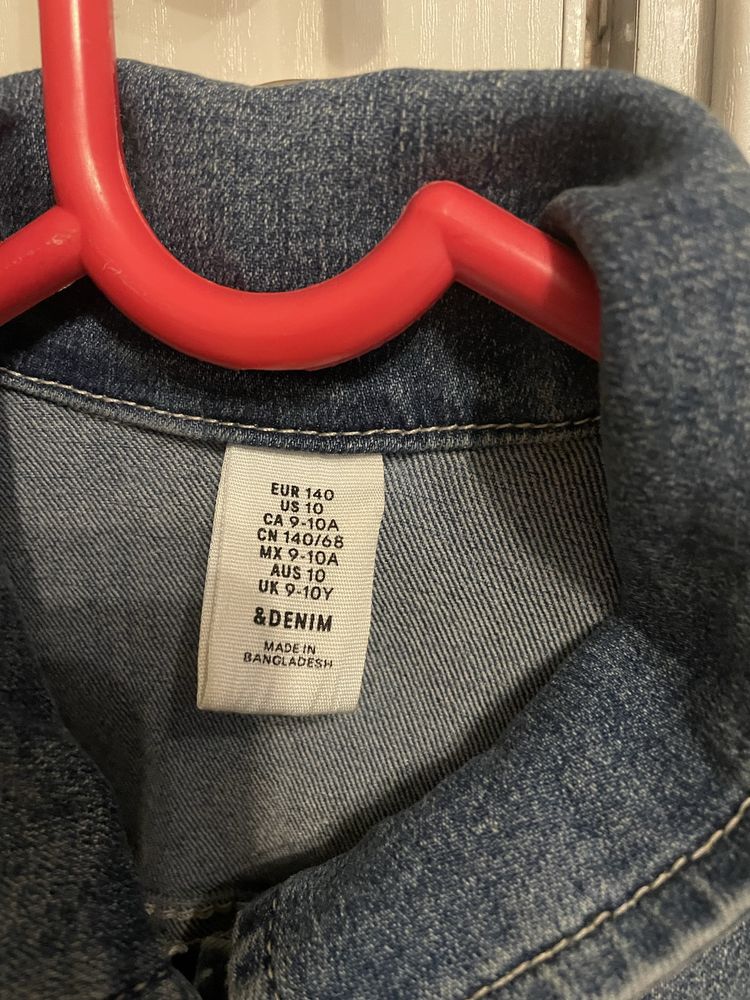 EUR 140
US 10
CA 9-10A
CN 140/68
MX 9-10A
AUS 10
UK 9-10Y
&DENIM
MADE IN
BANGLADESH